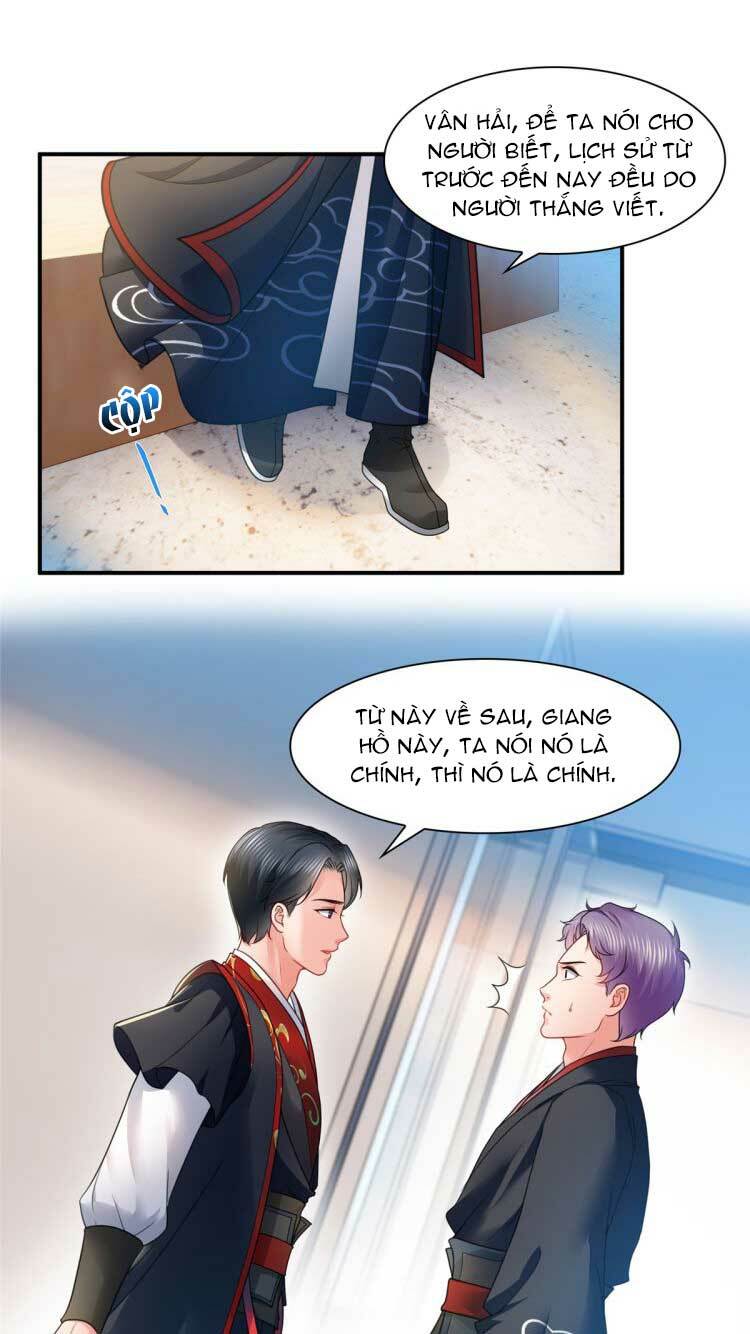 VÂN HẢI, ĐỂ TA NÓI CHO
NGƯƠI BIẾT, LỊCH SỬ TỪ
TRƯỚC ĐẾN NAY ĐỀU DO
NGƯỜI THẮNG VIẾT.
CỘP
TỪ NÀY VỀ SAU, GIANG
HỒ NÀY, TA NÓI NÓ LÀ
CHÍNH, THÌ NÓ LÀ CHÍNH.